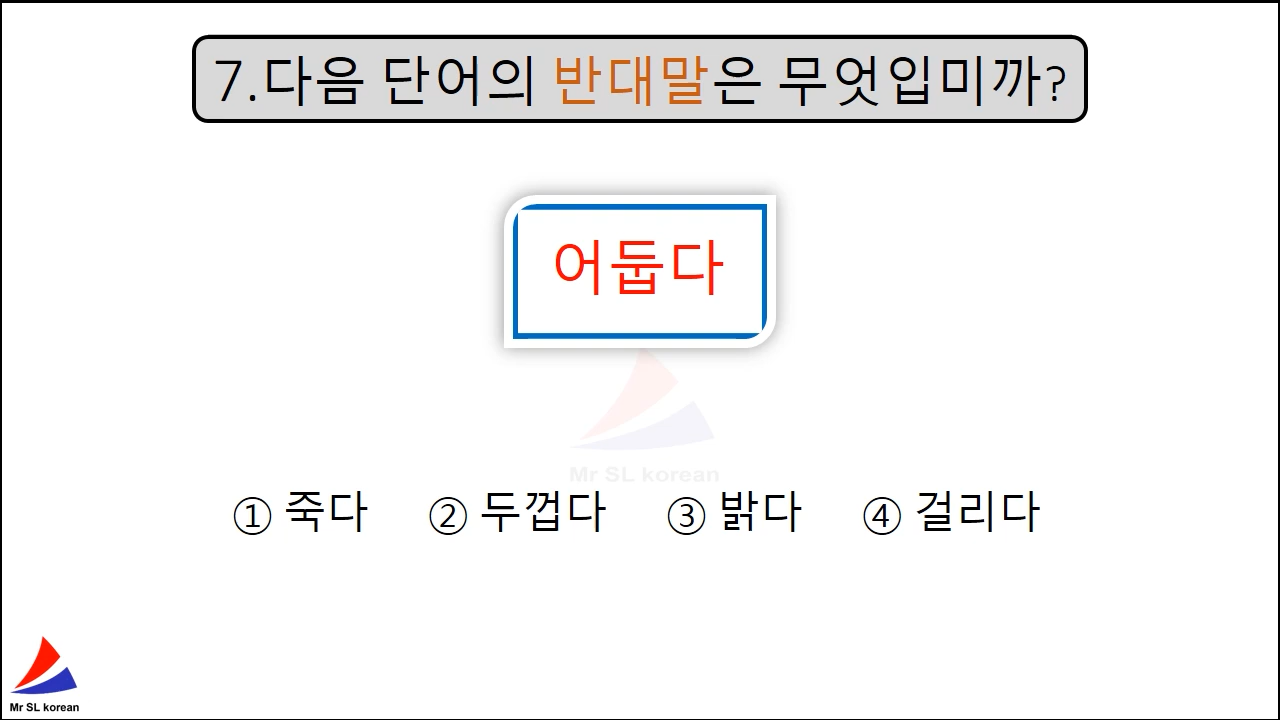 7.다음 단어의 반대말은 무엇입미까?
어둡다
Mr SL korean
① 죽다 ② 두껍다 ③ 밝다 ④ 걸리다
Mr SL korean